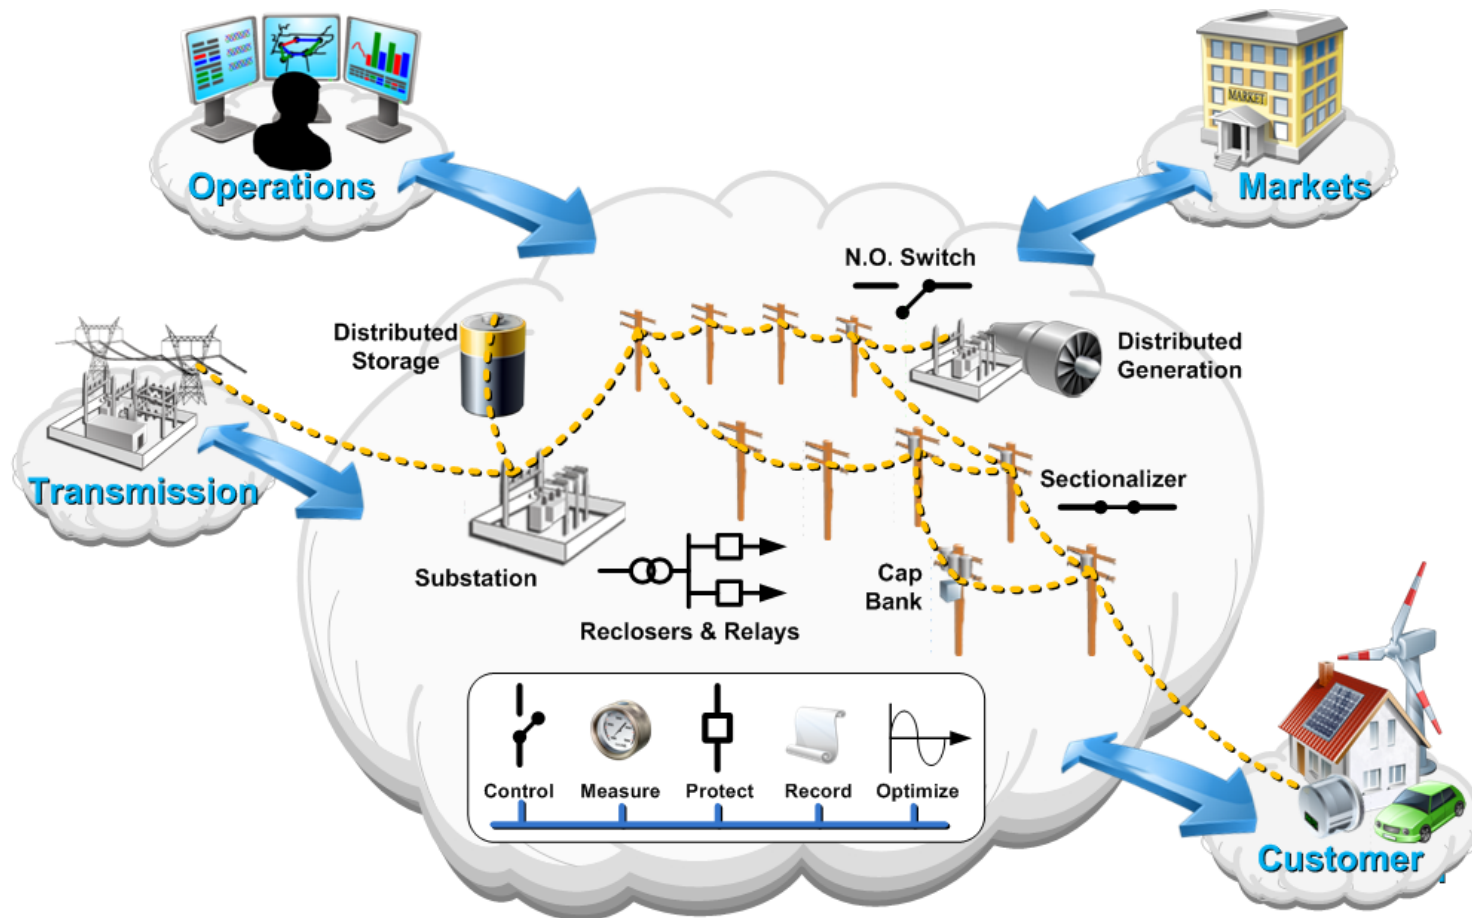 Operations
MARKET
Markets
N.O. Switch
Distributed
Storage
Distributed
Generation
Transmission
Sectionalizer
Substation
Cap
Bank
Reclosers & Relays
Control
Measure
Protect
Record
Optimize
Customer